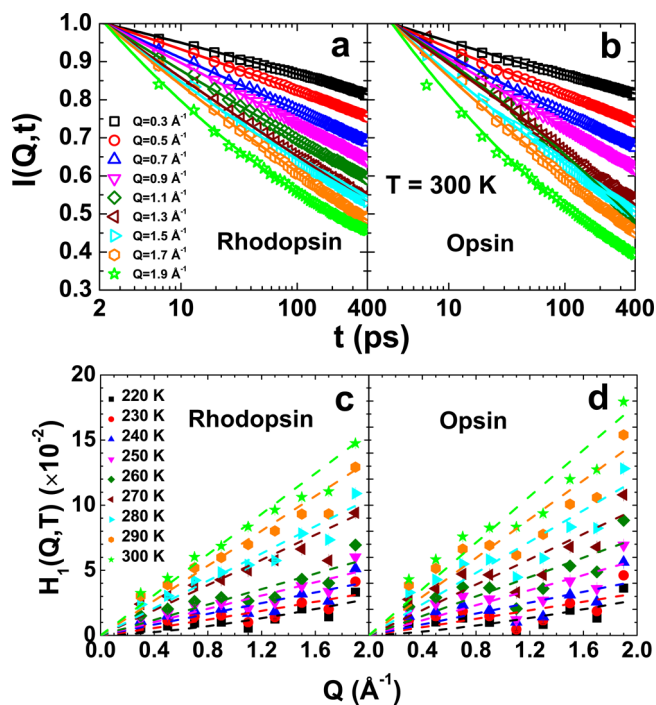 1.0
0.9
0.8
0.7
0.6
0.5
0.4
0.3
I(Q,t)
a
Q=0.3 Å⁻¹
Q=0.5 Å⁻¹
Q=0.7 Å⁻¹
Q=0.9 Å⁻¹
Q=1.1 Å⁻¹
Q=1.3 Å⁻¹
Q=1.5 Å⁻¹
Q=1.7 Å⁻¹
Q=1.9 Å⁻¹
Rhodopsin
b
T = 300 K
Opsin
2 10 100 400
10 100 400
t (ps)
20
15
10
5
0
H₁(Q,T) (×10⁻²)
220 K
230 K
240 K
250 K
260 K
270 K
280 K
290 K
300 K
Rhodopsin
c
Opsin
d
0.0 0.4 0.8 1.2 1.6 0.0 0.4 0.8 1.2 1.6 2.0
Q (Å⁻¹)